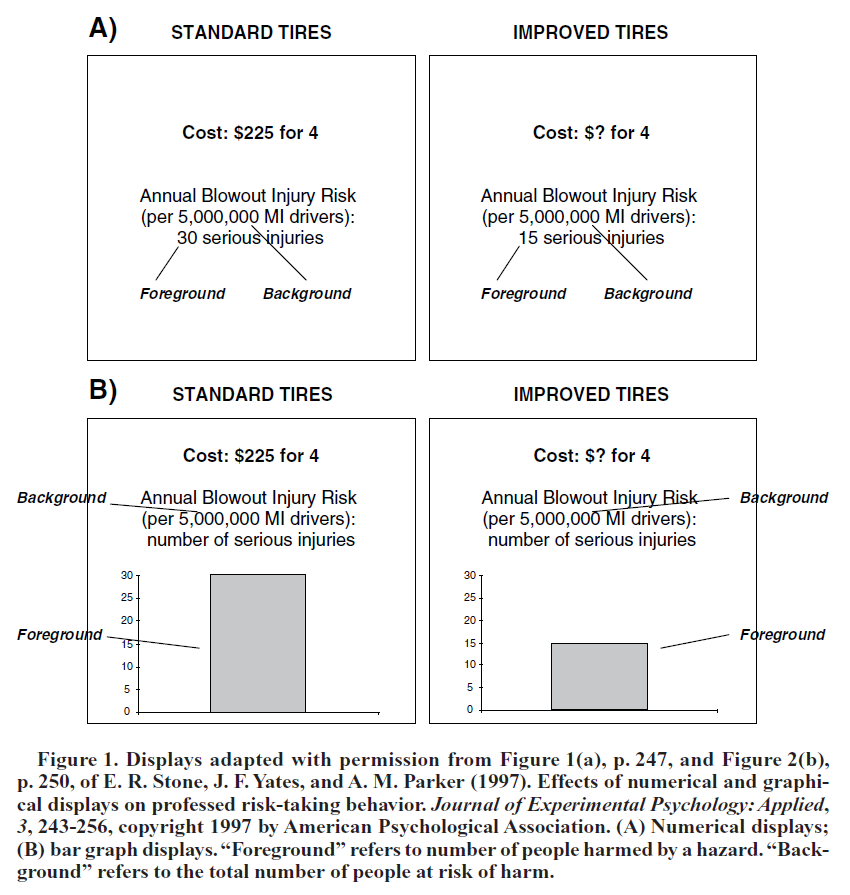 A)
STANDARD TIRES
IMPROVED TIRES
Cost: $225 for 4
Annual Blowout Injury Risk
(per 5,000,000 MI drivers):
30 serious injuries
Foreground
Background
Cost: $? for 4
Annual Blowout Injury Risk
(per 5,000,000 MI drivers):
15 serious injuries
Foreground
Background
B)
STANDARD TIRES
IMPROVED TIRES
Cost: $225 for 4
Background
Annual Blowout Injury Risk
(per 5,000,000 MI drivers):
number of serious injuries
30
25
20
15
10
5
0
Foreground
Cost: $? for 4
Annual Blowout Injury Risk
(per 5,000,000 MI drivers):
number of serious injuries
Background
30
25
20
15
10
5
0
Foreground
Figure 1. Displays adapted with permission from Figure 1(a), p. 247, and Figure 2(b),
p. 250, of E. R. Stone, J. F. Yates, and A. M. Parker (1997). Effects of numerical and graphi-
cal displays on professed risk-taking behavior. Journal of Experimental Psychology: Applied,
3, 243-256, copyright 1997 by American Psychological Association. (A) Numerical displays;
(B) bar graph displays. “Foreground” refers to number of people harmed by a hazard. “Back-
ground” refers to the total number of people at risk of harm.